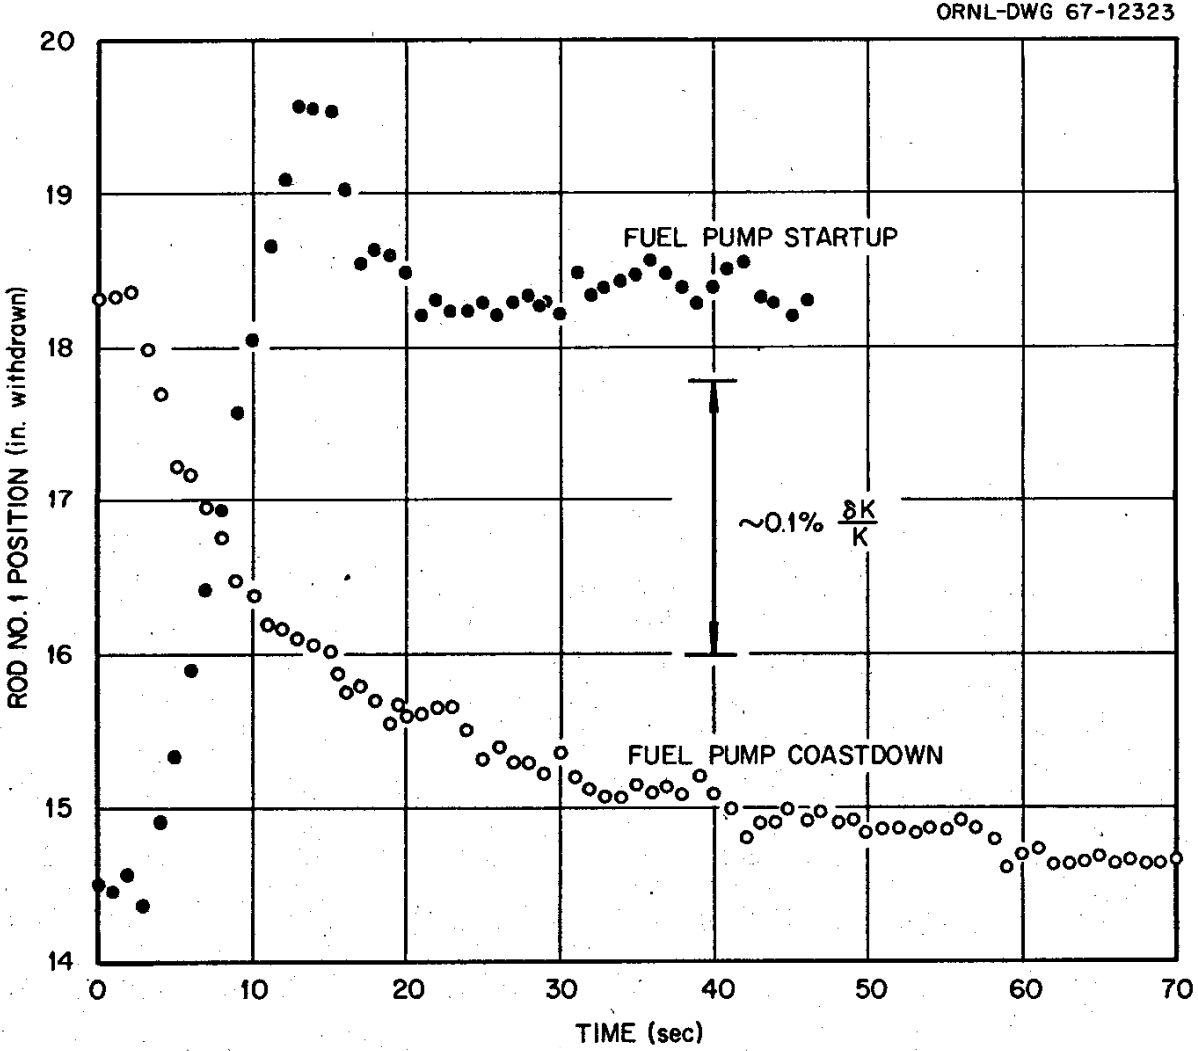 ORNL-DWG 67-12323
20
19
18
17
16
15
14
ROD NO. 1 POSITION (in. withdrawn)
FUEL PUMP STARTUP
~0.1% δK/K
FUEL PUMP COASTDOWN
0 10 20 30 40 50 60 70
TIME (sec)